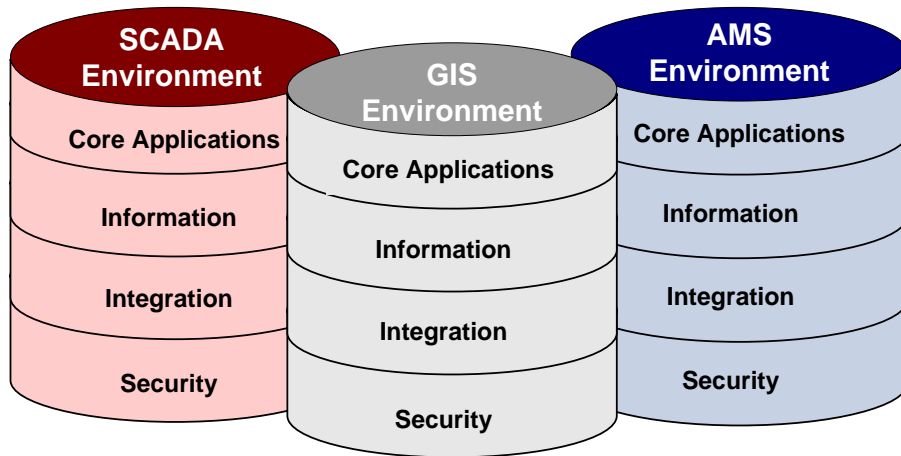 SCADA
Environment
Core Applications
Information
Integration
Security
GIS
Environment
Core Applications
Information
Integration
Security
AMS
Environment
Core Applications
Information
Integration
Security